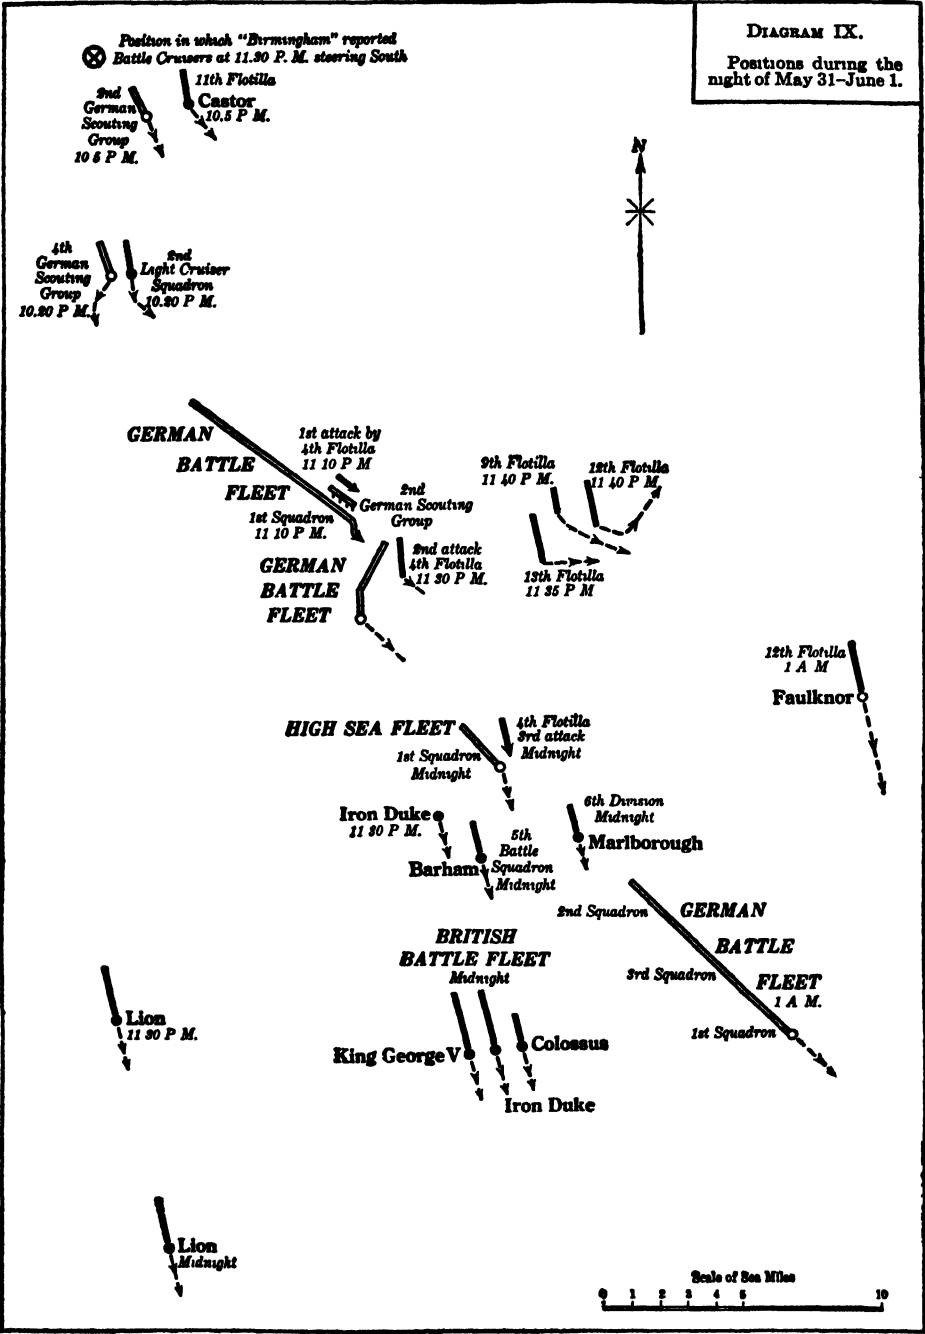 DIAGRAM IX.
Positions during the
night of May 31–June 1.
Position in which "Birmingham" reported
Battle Cruisers at 11.30 P. M. steering South
11th Flotilla
Castor
10.5 P M.
2nd
German
Scouting
Group
10 5 P M.
N
4th
German
Scouting
Group
10.20 P M.
2nd
Light Cruiser
Squadron
10.20 P M.
GERMAN
BATTLE
FLEET
1st Squadron
11 10 P M.
1st attack by
4th Flotilla
11 10 P M
2nd
German Scouting
Group
9th Flotilla
11 40 P M.
12th Flotilla
11 40 P M
13th Flotilla
11 35 P M
GERMAN
BATTLE
FLEET
2nd attack
4th Flotilla
11 30 P M.
12th Flotilla
1 A M
Faulknor
HIGH SEA FLEET
1st Squadron
Midnight
4th Flotilla
3rd attack
Midnight
Iron Duke
11 30 P M.
Barham
5th
Battle
Squadron
Midnight
6th Division
Midnight
Marlborough
2nd Squadron
GERMAN
BATTLE
FLEET
1 A M.
3rd Squadron
1st Squadron
BRITISH
BATTLE FLEET
Midnight
King George V
Colossus
Iron Duke
Lion
11 30 P M.
Lion
Midnight
Scale of Sea Miles
0 1 2 3 4 5 10